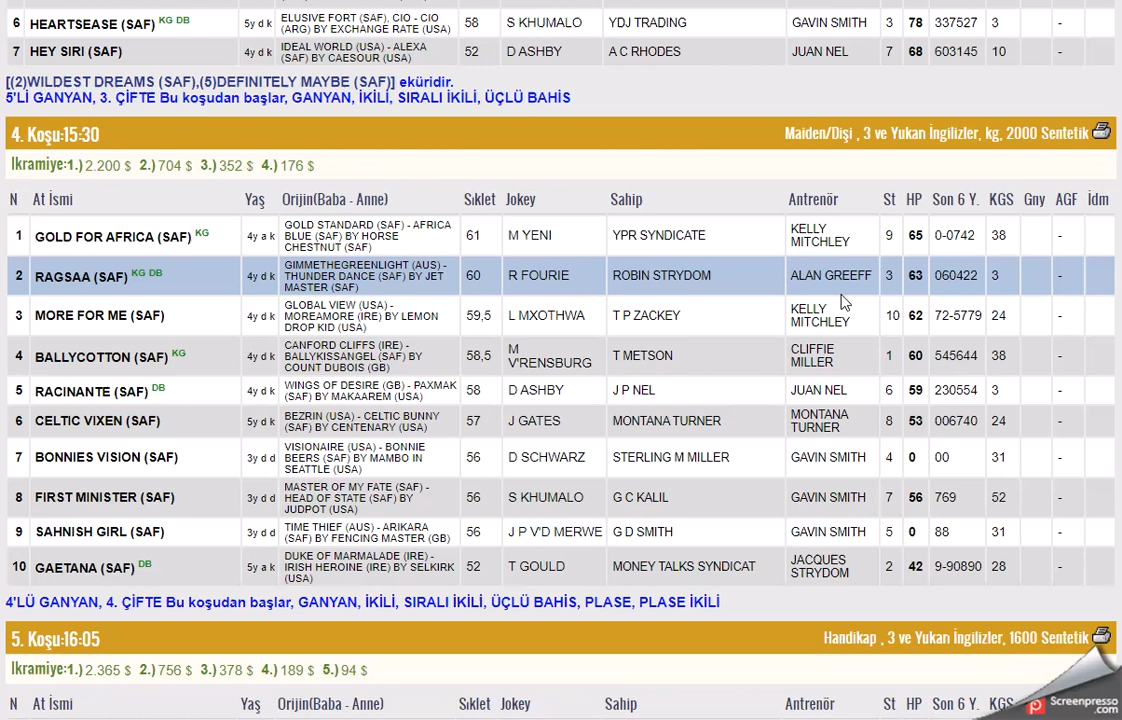 6 HEARTSEASE (SAF) KG DB 5y d k ELUSIVE FORT (SAF), CIO - CIO (ARG) BY EXCHANGE RATE (USA) 58 S KHUMALO YDJ TRADING GAVIN SMITH 3 78 337527 3
7 HEY SIRI (SAF) 4y d k IDEAL WORLD (USA) - ALEXA (SAF) BY CAESOUR (USA) 52 D ASHBY A C RHODES JUAN NEL 7 68 603145 10
[(2)WILDEST DREAMS (SAF),(5)DEFINITELY MAYBE (SAF)] eküridir.
5'Lİ GANYAN, 3. ÇİFTE Bu koşudan başlar, GANYAN, İKİLİ, SIRALI İKİLİ, ÜÇLÜ BAHİS
4. Koşu:15:30 Maiden/Dişi , 3 ve Yukarı İngilizler, kg, 2000 Sentetik
Ikramiye:1.) 2.200 $ 2.) 704 $ 3.) 352 $ 4.) 176 $
N At İsmi Yaş Orijin(Baba - Anne) Sıklet Jokey Sahip Antrenör St HP Son 6 Y. KGS Gny AGF İdm
1 GOLD FOR AFRICA (SAF) KG 4y a k GOLD STANDARD (SAF) - AFRICA BLUE (SAF) BY HORSE CHESTNUT (SAF) 61 M YENI YPR SYNDICATE KELLY MITCHLEY 9 65 0-0742 38 -
2 RAGSAA (SAF) KG DB 4y d k GIMMETHEGREENLIGHT (AUS) - THUNDER DANCE (SAF) BY JET MASTER (SAF) 60 R FOURIE ROBIN STRYDOM ALAN GREEFF 3 63 060422 3 -
3 MORE FOR ME (SAF) 4y d k GLOBAL VIEW (USA) - MOREAMORE (IRE) BY LEMON DROP KID (USA) 59,5 L MXOTHWA T P ZACKEY KELLY MITCHLEY 10 62 72-5779 24 -
4 BALLYCOTTON (SAF) KG 4y d k CANFORD CLIFFS (IRE) - BALLYKISSANGEL (SAF) BY COUNT DUBOIS (GB) 58,5 M V'RENSBURG T METSON CLIFFIE MILLER 1 60 545644 38 -
5 RACINANTE (SAF) DB 4y d k WINGS OF DESIRE (GB) - PAXMAK (SAF) BY MAKAAREM (USA) 58 D ASHBY J P NEL JUAN NEL 6 59 230554 3 -
6 CELTIC VIXEN (SAF) 5y d k BEZRIN (USA) - CELTIC BUNNY (SAF) BY CENTENARY (USA) 57 J GATES MONTANA TURNER MONTANA TURNER 8 53 006740 24 -
7 BONNIES VISION (SAF) 3y d d VISIONAIRE (USA) - BONNIE BEERS (SAF) BY MAMBO IN SEATTLE (USA) 56 D SCHWARZ STERLING M MILLER GAVIN SMITH 4 0 00 31 -
8 FIRST MINISTER (SAF) 3y d d MASTER OF MY FATE (SAF) - HEAD OF STATE (SAF) BY JUDPOT (USA) 56 S KHUMALO G C KALIL GAVIN SMITH 7 56 769 52 -
9 SAHNISH GIRL (SAF) 3y d d TIME THIEF (AUS) - ARIKARA (SAF) BY FENCING MASTER (GB) 56 J P V'D MERWE G D SMITH GAVIN SMITH 5 0 88 31 -
10 GAETANA (SAF) DB 5y a k DUKE OF MARMALADE (IRE) - IRISH HEROINE (IRE) BY SELKIRK (USA) 52 T GOULD MONEY TALKS SYNDICAT JACQUES STRYDOM 2 42 9-90890 28 -
4'LÜ GANYAN, 4. ÇİFTE Bu koşudan başlar, GANYAN, İKİLİ, SIRALI İKİLİ, ÜÇLÜ BAHİS, PLASE, PLASE İKİLİ
5. Koşu:16:05 Handikap , 3 ve Yukarı İngilizler, 1600 Sentetik
Ikramiye:1.) 2.365 $ 2.) 756 $ 3.) 378 $ 4.) 189 $ 5.) 94 $
N At İsmi Yaş Orijin(Baba - Anne) Sıklet Jokey Sahip Antrenör St HP Son 6 Y. KGS
Screenpresso
.com